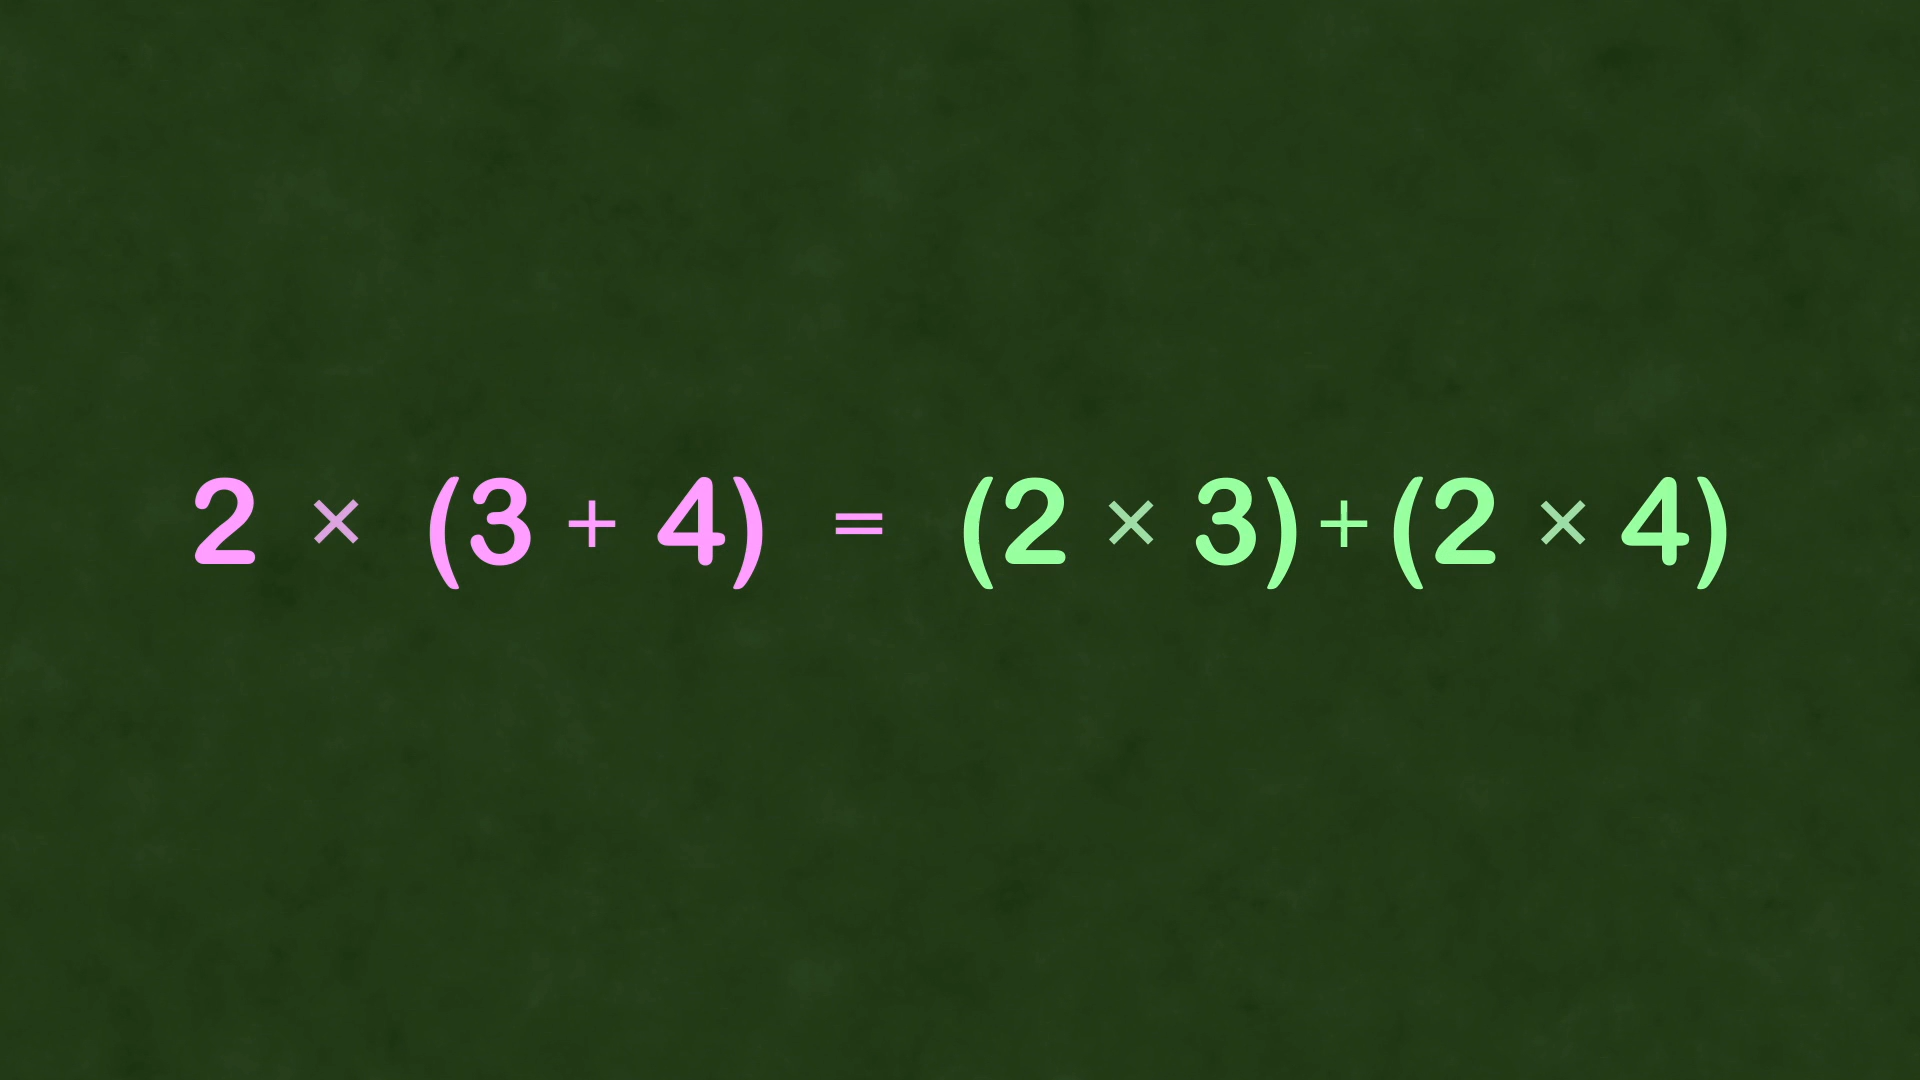 2 × (3 + 4) = (2 × 3) + (2 × 4)